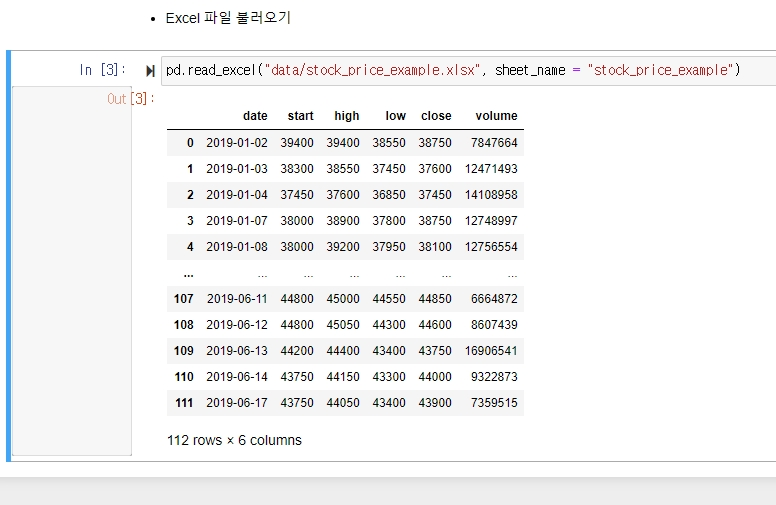 • Excel 파일 불러오기
In [3]: pd.read_excel("data/stock_price_example.xlsx", sheet_name = "stock_price_example")
Out[3]:
date start high low close volume
0 2019-01-02 39400 39400 38550 38750 7847664
1 2019-01-03 38300 38550 37450 37600 12471493
2 2019-01-04 37450 37600 36850 37450 14108958
3 2019-01-07 38000 38900 37800 38750 12748997
4 2019-01-08 38000 39200 37950 38100 12756554
... ... ... ... ... ... ...
107 2019-06-11 44800 45000 44550 44850 6664872
108 2019-06-12 44800 45050 44300 44600 8607439
109 2019-06-13 44200 44400 43400 43750 16906541
110 2019-06-14 43750 44150 43300 44000 9322873
111 2019-06-17 43750 44050 43400 43900 7359515
112 rows × 6 columns